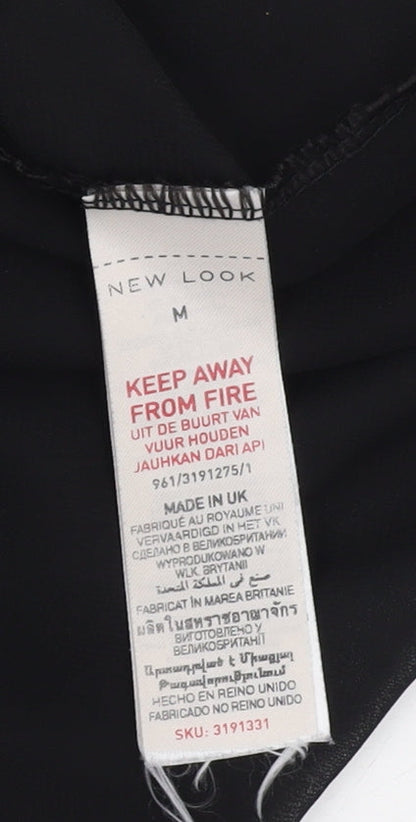 NEW LOOK
M
KEEP AWAY
FROM FIRE
UIT DE BUURT VAN
VUUR HOUDEN
JAUHKAN DARI API
961/3191275/1
MADE IN UK
FABRIQUÉ AU ROYAUME UNI
VERVAARDIGD IN HET VK
СДЕЛАНО В ВЕЛИКОБРИТАНИИ
WYPRODUKOWANO W
WLK. BRYTANII
صنع في المملكة المتحدة
FABRICAT ÎN MAREA BRITANIE
ผลิตในสหราชอาณาจักร
ВИГОТОВЛЕНО У
ВЕЛИКОБРИТАНІЇ
Արտադրված է Միացյալ
Թագավորությունում
HECHO EN REINO UNIDO
FABRICADO NO REINO UNIDO
SKU: 3191331